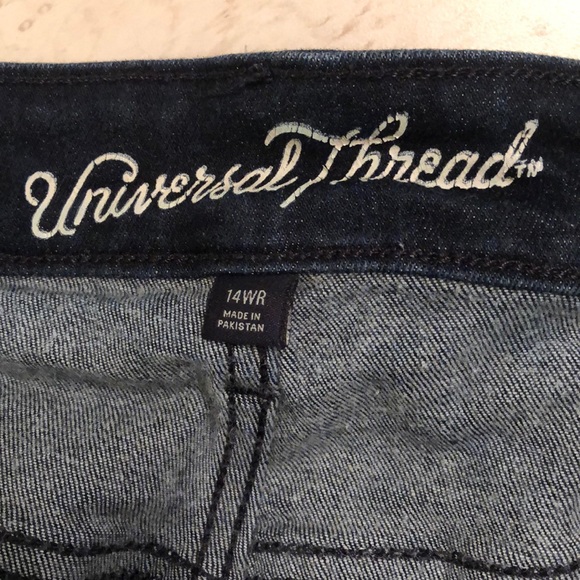 Universal Thread™
14WR
MADE IN
PAKISTAN